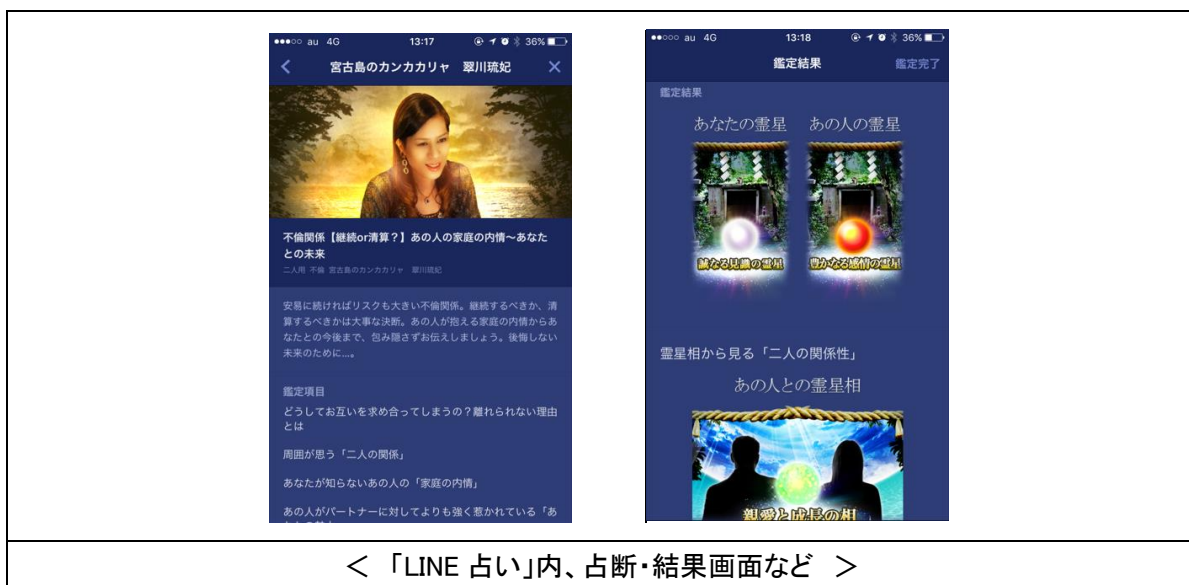 ●●●○○ au 4G 13:17 36%
宮古島のカンカカリャ 翠川琉妃
不倫関係【継続or清算?】あの人の家庭の内情~あなた
との未来
二人用 不倫 宮古島のカンカカリャ 翠川琉妃
安易に続ければリスクも大きい不倫関係。継続するべきか、清
算するべきかは大事な決断。あの人が抱える家庭の内情からあ
なたとの今後まで、包み隠さずお伝えしましょう。後悔しない
未来のために…。
鑑定項目
どうしてお互いを求め合ってしまうの?離れられない理由
とは
周囲が思う「二人の関係」
あなたが知らないあの人の「家庭の内情」
あの人がパートナーに対してよりも強く惹かれている「あ
●●○○○ au 4G 13:18 36%
鑑定結果 鑑定完了
鑑定結果
あなたの霊星 あの人の霊星
誠なる見識の霊星 豊かなる感情の霊星
霊星相から見る「二人の関係性」
あの人との霊星相
親愛と成長の相
< 「LINE 占い」内、占断・結果画面など >